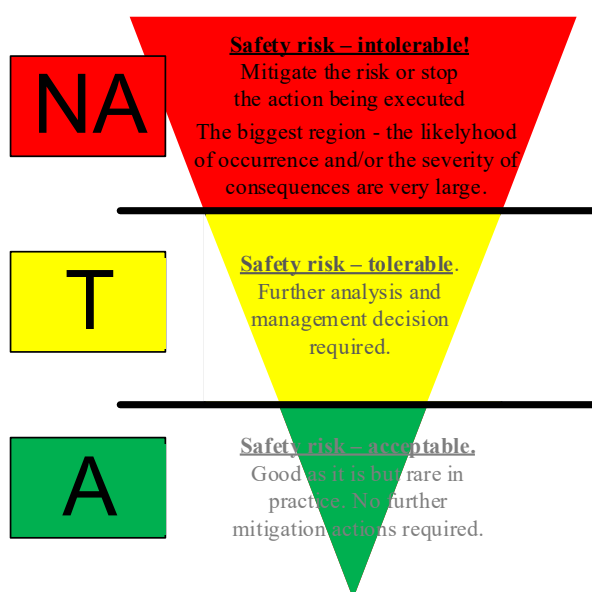 NA
Safety risk – intolerable!
Mitigate the risk or stop
the action being executed
The biggest region - the likelyhood
of occurrence and/or the severity of
consequences are very large.
T
Safety risk – tolerable.
Further analysis and
management decision
required.
A
Safety risk – acceptable.
Good as it is but rare in
practice. No further
mitigation actions required.